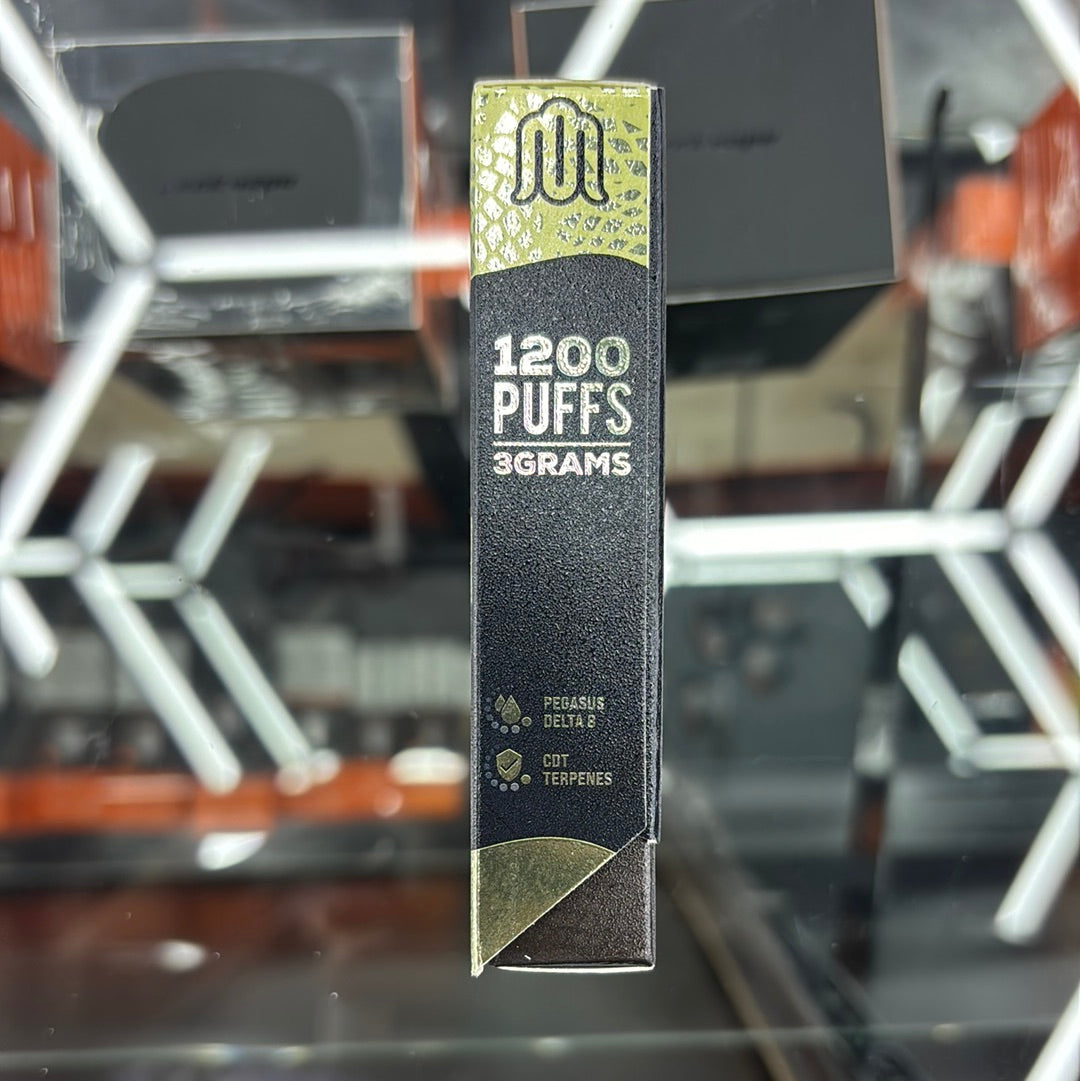 1200
PUFFS
3GRAMS
PEGASUS
DELTA 8
CDT
TERPENES